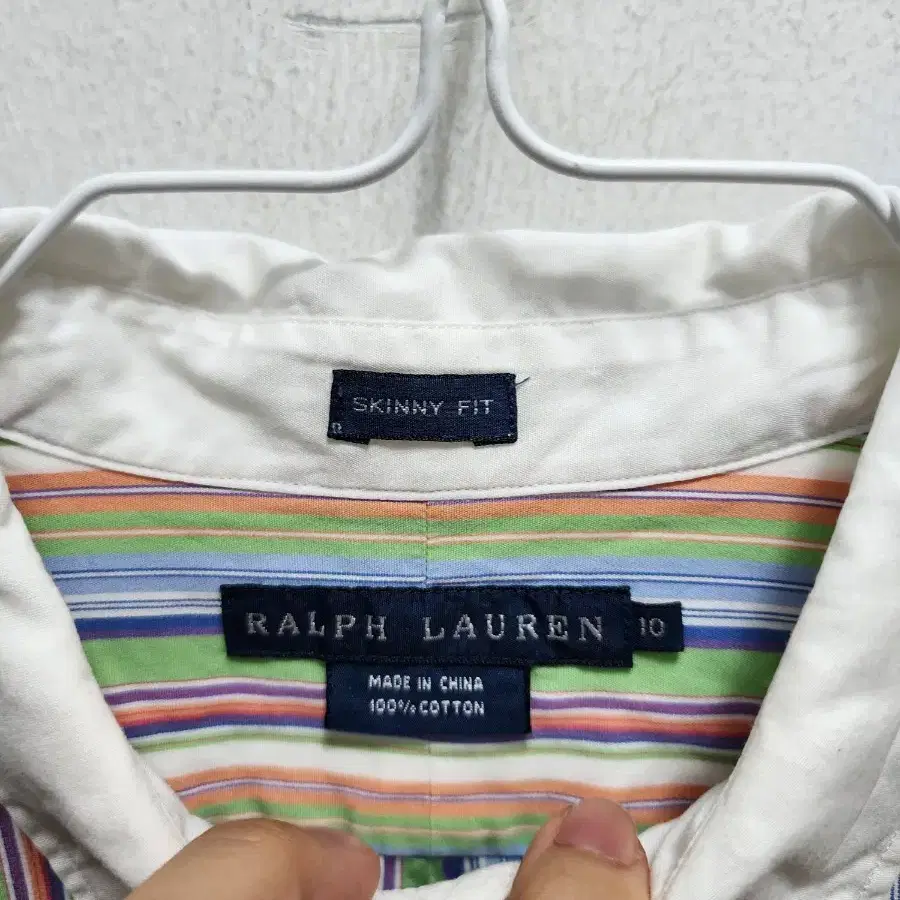 SKINNY FIT
RALPH LAUREN 10
MADE IN CHINA
100% COTTON